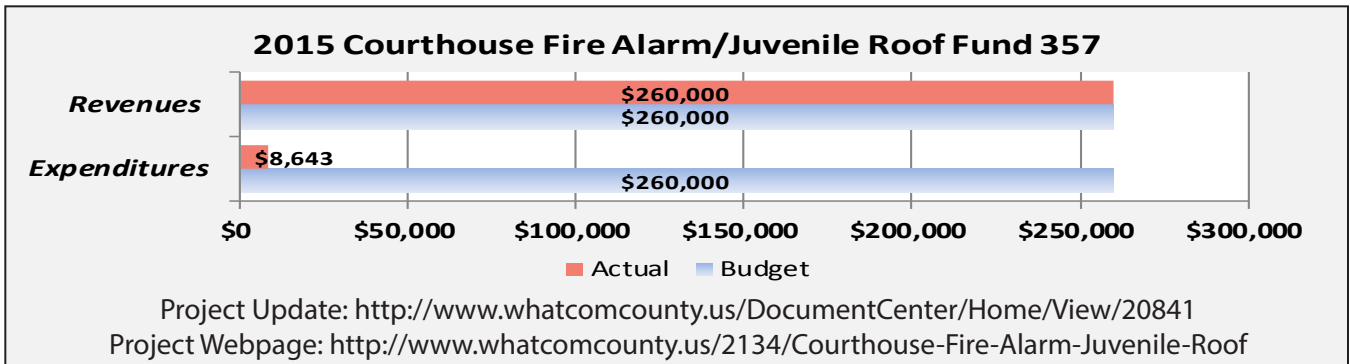 2015 Courthouse Fire Alarm/Juvenile Roof Fund 357
Revenues
$260,000
$260,000
Expenditures
$8,643
$260,000
$0 $50,000 $100,000 $150,000 $200,000 $250,000 $300,000
Actual Budget
Project Update: http://www.whatcomcounty.us/DocumentCenter/Home/View/20841
Project Webpage: http://www.whatcomcounty.us/2134/Courthouse-Fire-Alarm-Juvenile-Roof